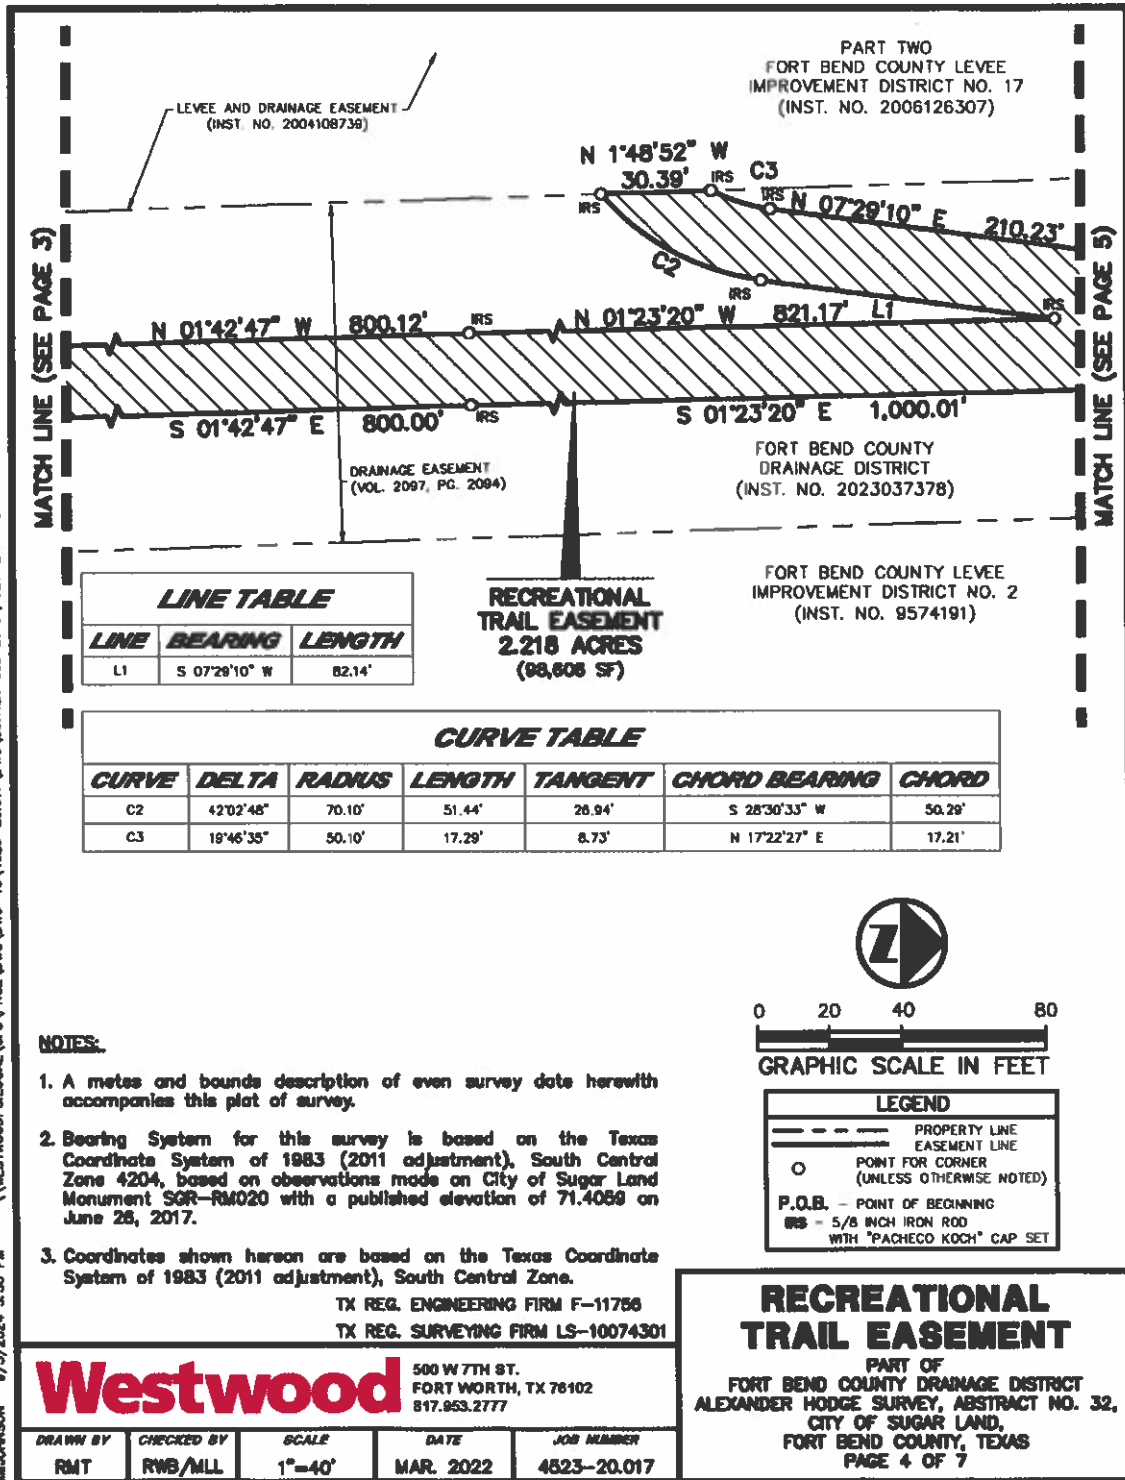 PART TWO
FORT BEND COUNTY LEVEE
IMPROVEMENT DISTRICT NO. 17
(INST. NO. 2006126307)
LEVEE AND DRAINAGE EASEMENT
(INST. NO. 2004108739)
N 1°48'52" W
30.39'
IRS
IRS
C3
IRS
N 07°29'10" E
210.23'
C2
IRS
L1
IRS
MATCH LINE (SEE PAGE 3)
MATCH LINE (SEE PAGE 5)
N 01°42'47" W
800.12'
IRS
N 01°23'20" W
821.17'
S 01°42'47" E
800.00'
IRS
S 01°23'20" E
1,000.01'
DRAINAGE EASEMENT
(VOL. 2097, PG. 2094)
FORT BEND COUNTY
DRAINAGE DISTRICT
(INST. NO. 2023037378)
FORT BEND COUNTY LEVEE
IMPROVEMENT DISTRICT NO. 2
(INST. NO. 9574191)
RECREATIONAL
TRAIL EASEMENT
2.218 ACRES
(96,606 SF)
LINE TABLE
LINE BEARING LENGTH
L1 S 07°29'10" W 82.14'
CURVE TABLE
CURVE DELTA RADIUS LENGTH TANGENT CHORD BEARING CHORD
C2 42°02'48" 70.10' 51.44' 26.94' S 28°30'33" W 50.29'
C3 19°46'35" 50.10' 17.29' 8.73' N 17°22'27" E 17.21'
Z
0 20 40 80
GRAPHIC SCALE IN FEET
LEGEND
PROPERTY LINE
EASEMENT LINE
POINT FOR CORNER
(UNLESS OTHERWISE NOTED)
P.O.B. - POINT OF BEGINNING
IRS - 5/8 INCH IRON ROD
WITH "PACHECO KOCH" CAP SET
NOTES:
1. A metes and bounds description of even survey date herewith
accompanies this plat of survey.
2. Bearing System for this survey is based on the Texas
Coordinate System of 1983 (2011 adjustment), South Central
Zone 4204, based on observations made on City of Sugar Land
Monument SGR-RM020 with a published elevation of 71.4059 on
June 26, 2017.
3. Coordinates shown hereon are based on the Texas Coordinate
System of 1983 (2011 adjustment), South Central Zone.
TX REG. ENGINEERING FIRM F-11756
TX REG. SURVEYING FIRM LS-10074301
Westwood
500 W 7TH ST.
FORT WORTH, TX 76102
817.953.2777
DRAWN BY CHECKED BY SCALE DATE JOB NUMBER
RMT RWB/MLL 1"=40' MAR. 2022 4523-20.017
RECREATIONAL
TRAIL EASEMENT
PART OF
FORT BEND COUNTY DRAINAGE DISTRICT
ALEXANDER HODGE SURVEY, ABSTRACT NO. 32,
CITY OF SUGAR LAND,
FORT BEND COUNTY, TEXAS
PAGE 4 OF 7